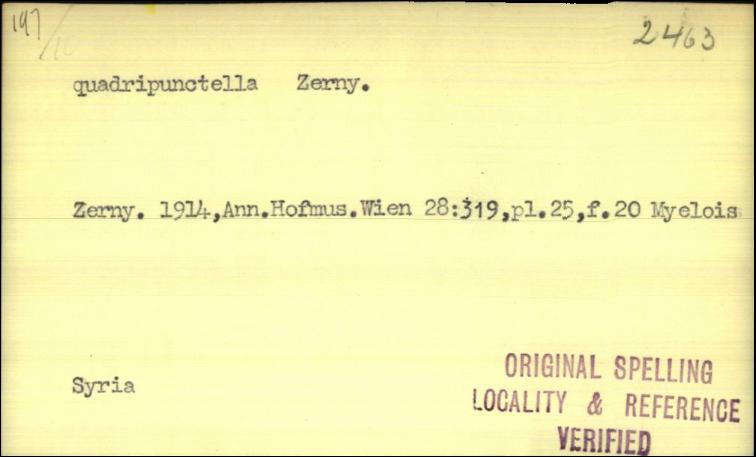 197
2463
quadripunctella Zerny.
Zerny. 1914,Ann.Hofmus.Wien 28:319,pl.25,f.20 Myelois
Syria
ORIGINAL SPELLING
LOCALITY & REFERENCE
VERIFIED